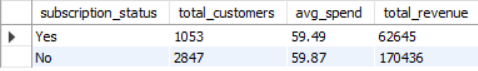 subscription_status total_customers avg_spend total_revenue
Yes 1053 59.49 62645
No 2847 59.87 170436